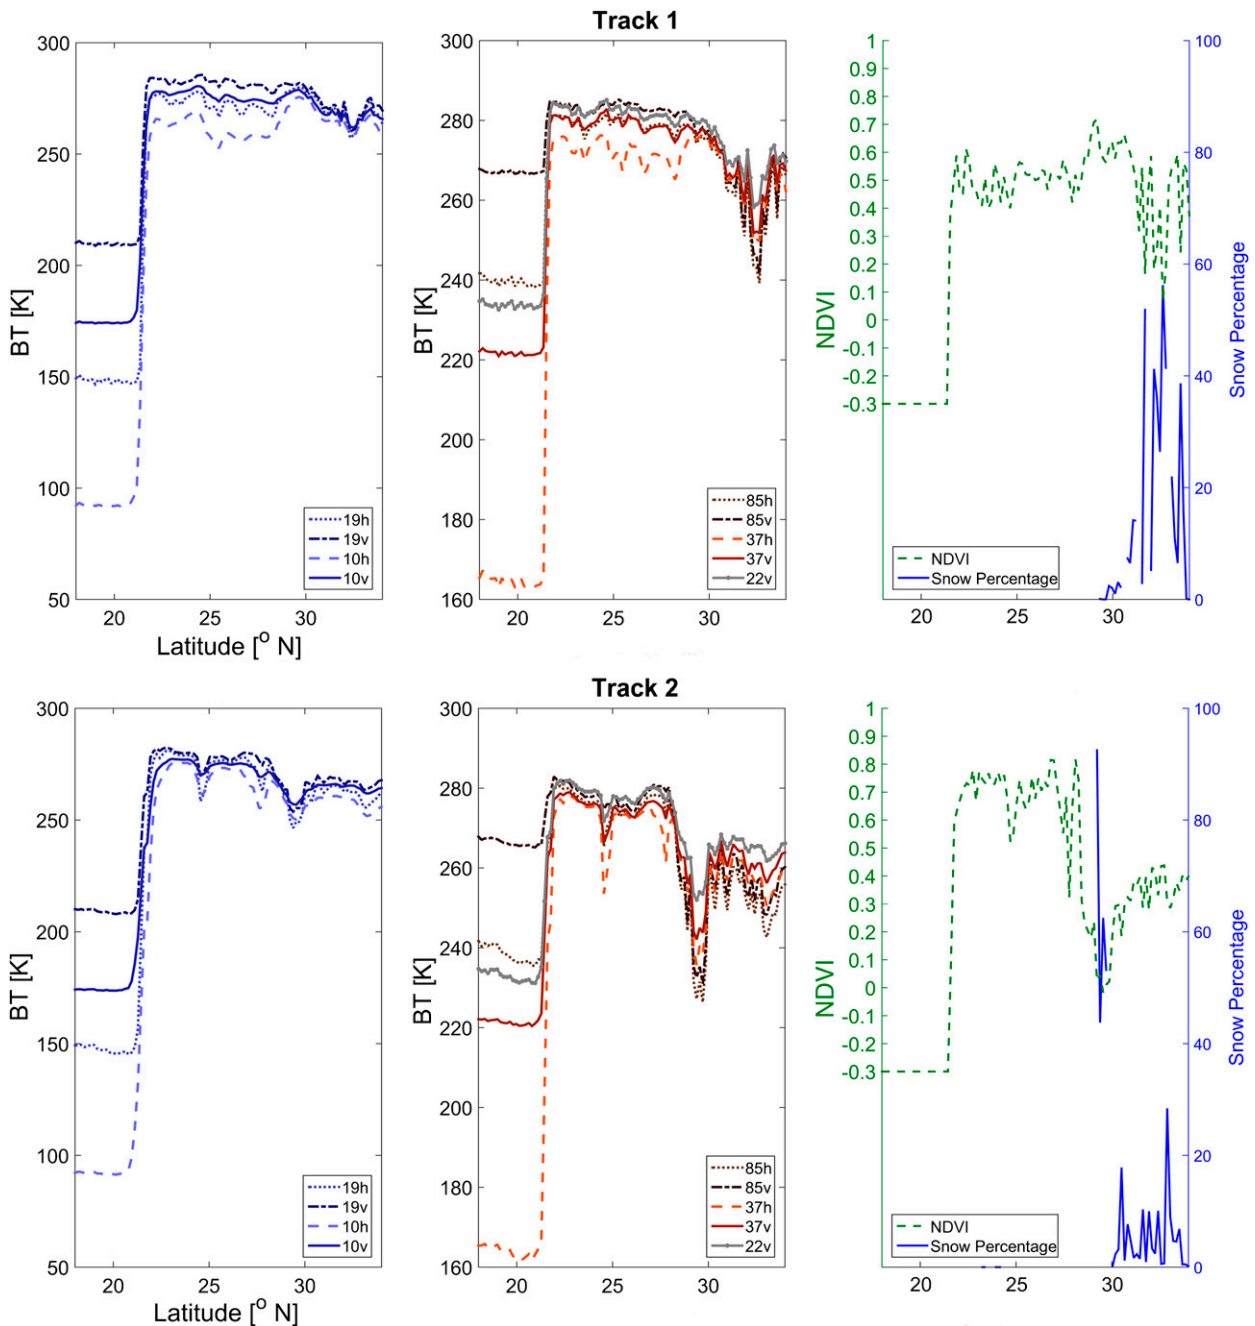 Track 1
300
250
200
150
100
50
BT [K]
20
25
30
Latitude [° N]
19h
19v
10h
10v
300
280
260
240
220
200
180
160
BT [K]
20
25
30
85h
85v
37h
37v
22v
1
0.9
0.8
0.7
0.6
0.5
0.4
0.3
0.2
0.1
0
-0.1
-0.2
-0.3
NDVI
20
25
30
100
80
60
40
20
0
Snow Percentage
NDVI
Snow Percentage
Track 2
300
250
200
150
100
50
BT [K]
20
25
30
Latitude [° N]
19h
19v
10h
10v
300
280
260
240
220
200
180
160
BT [K]
20
25
30
85h
85v
37h
37v
22v
1
0.9
0.8
0.7
0.6
0.5
0.4
0.3
0.2
0.1
0
-0.1
-0.2
-0.3
NDVI
20
25
30
100
80
60
40
20
0
Snow Percentage
NDVI
Snow Percentage